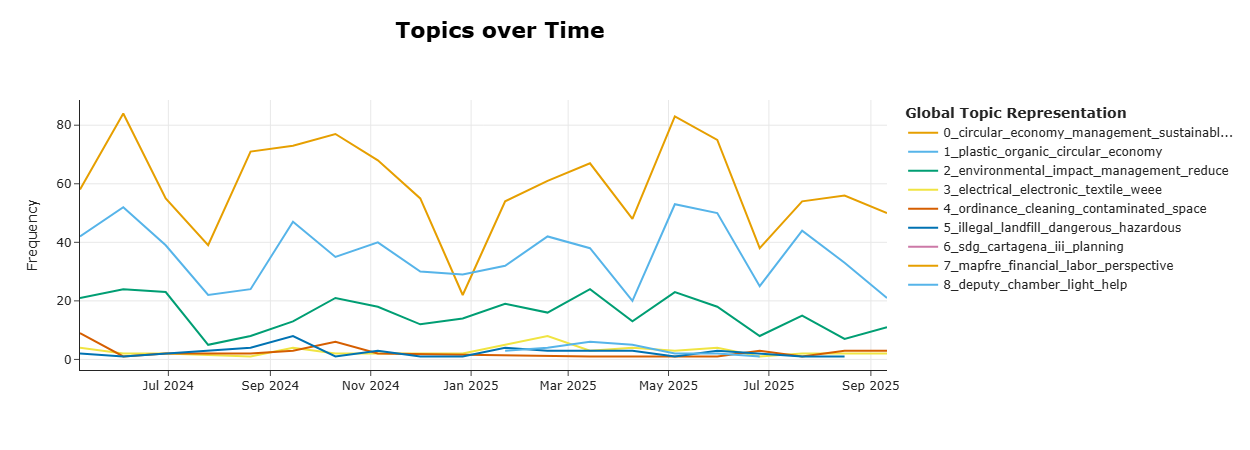 Topics over Time
Global Topic Representation
0_circular_economy_management_sustainabl...
1_plastic_organic_circular_economy
2_environmental_impact_management_reduce
3_electrical_electronic_textile_weee
4_ordinance_cleaning_contaminated_space
5_illegal_landfill_dangerous_hazardous
6_sdg_cartagena_iii_planning
7_mapfre_financial_labor_perspective
8_deputy_chamber_light_help
Frequency
80
60
40
20
0
Jul 2024 Sep 2024 Nov 2024 Jan 2025 Mar 2025 May 2025 Jul 2025 Sep 2025